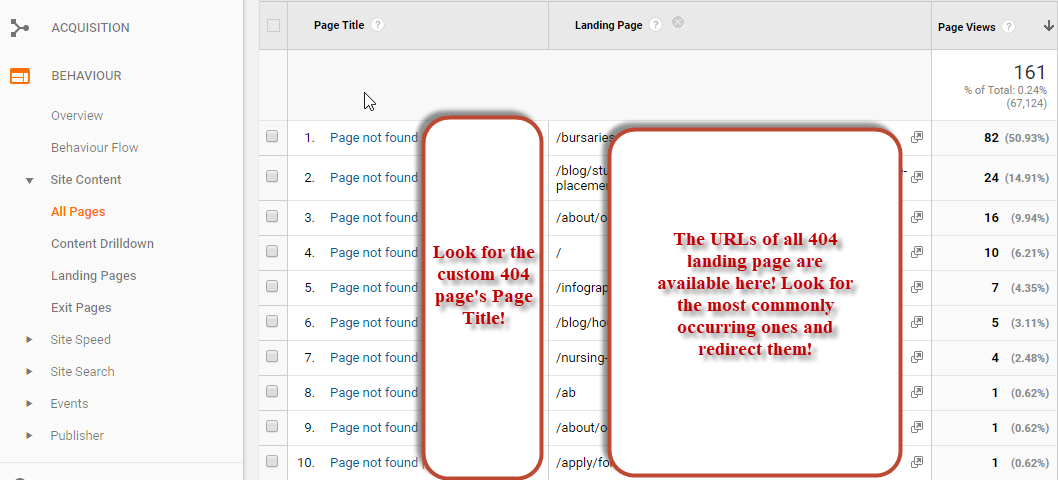 ACQUISITION
BEHAVIOUR
Overview
Behaviour Flow
Site Content
All Pages
Content Drilldown
Landing Pages
Exit Pages
Site Speed
Site Search
Events
Publisher
Page Title ? Landing Page ? Page Views ?
161
% of Total: 0.24%
(67,124)
1. Page not found /bursaries 82 (50.93%)
2. Page not found /blog/stu
placemen 24 (14.91%)
3. Page not found /about/o 16 (9.94%)
4. Page not found / 10 (6.21%)
5. Page not found /infograp 7 (4.35%)
6. Page not found /blog/ho 5 (3.11%)
7. Page not found /nursing- 4 (2.48%)
8. Page not found /ab 1 (0.62%)
9. Page not found /about/o 1 (0.62%)
10. Page not found /apply/fo 1 (0.62%)
Look for the
custom 404
page's Page
Title!
The URLs of all 404
landing page are
available here! Look for
the most commonly
occurring ones and
redirect them!